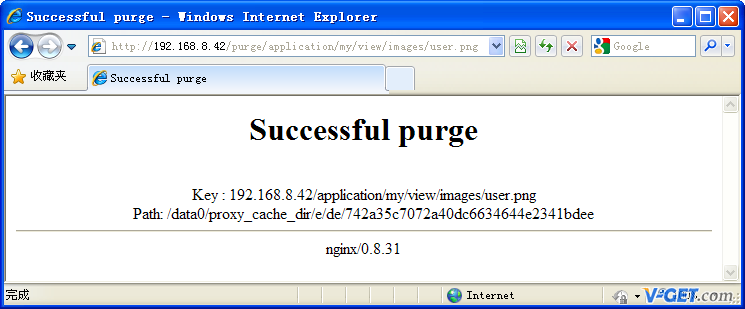 Successful purge - Windows Internet Explorer
http://192.168.8.42/purge/application/my/view/images/user.png
Google
收藏夹
Successful purge
Successful purge
Key : 192.168.8.42/application/my/view/images/user.png
Path: /data0/proxy_cache_dir/e/de/742a35c7072a40dc6634644e2341bdee
nginx/0.8.31
完成
Internet
V-GET.com